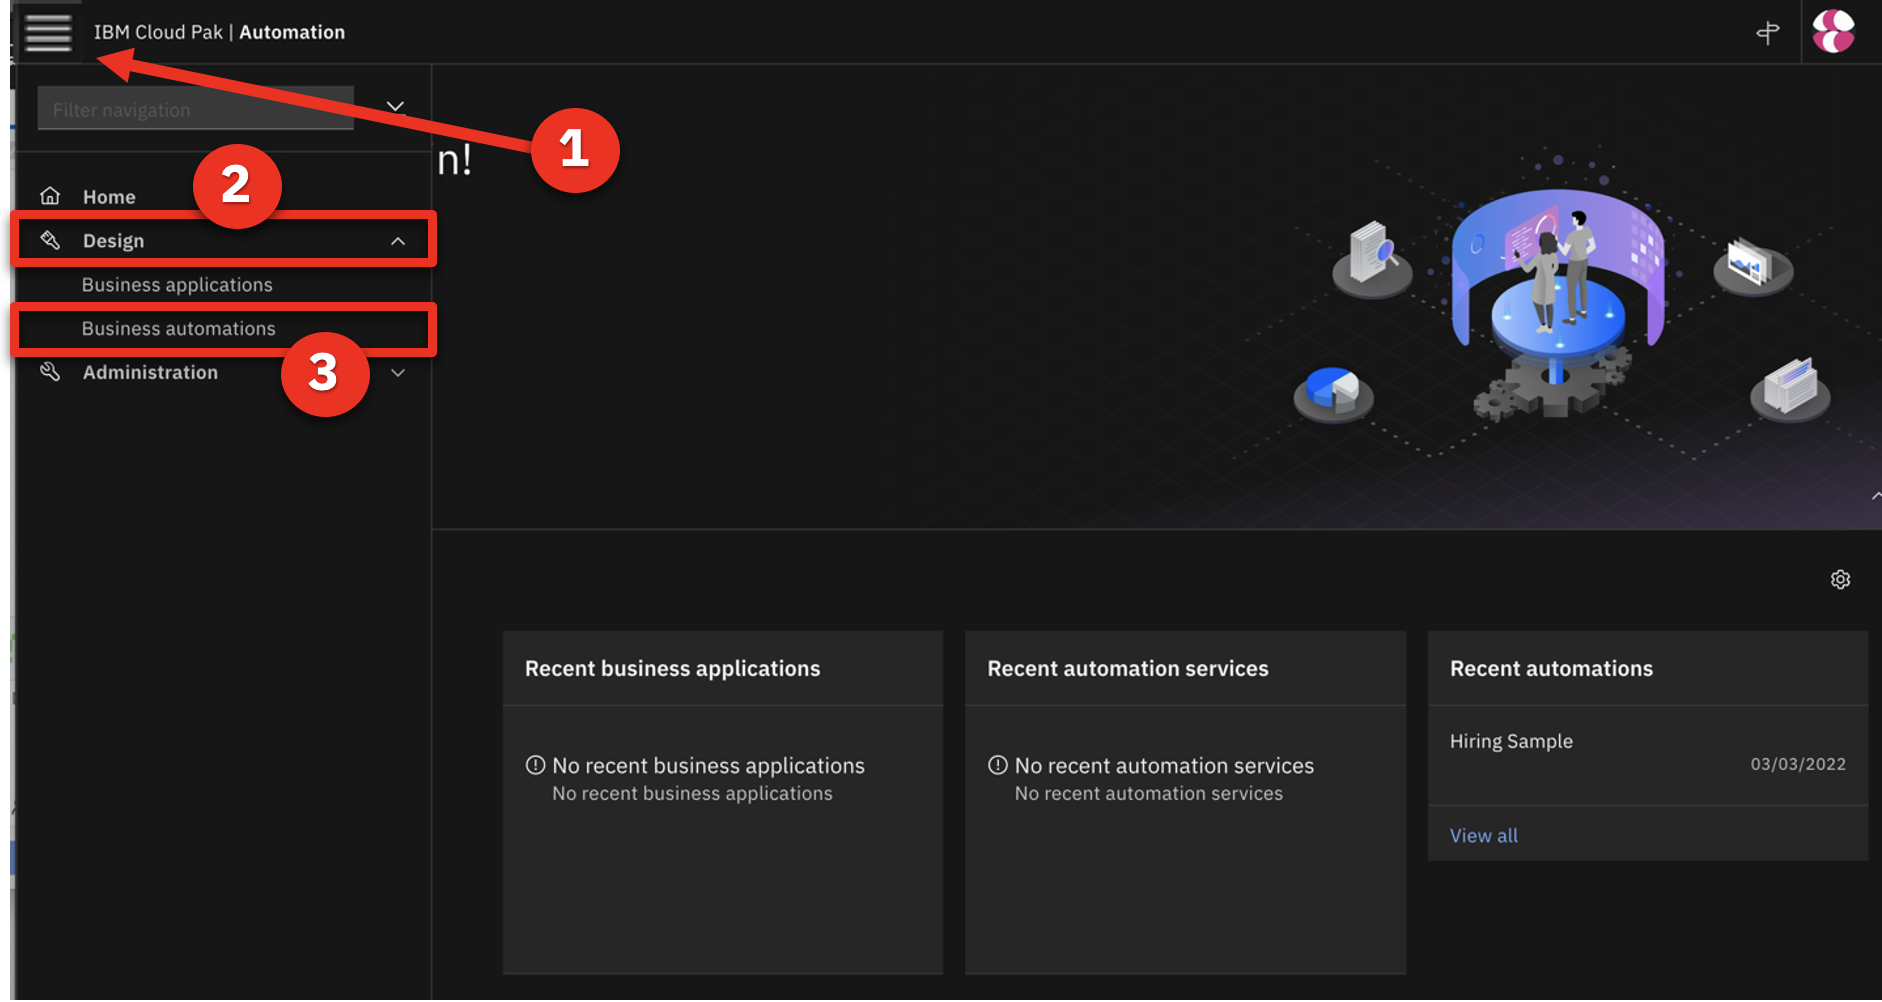 IBM Cloud Pak | Automation
Filter navigation
1
n!
2
Home
Design
Business applications
Business automations
3
Administration
Recent business applications
No recent business applications
No recent business applications
Recent automation services
No recent automation services
No recent automation services
Recent automations
Hiring Sample
03/03/2022
View all